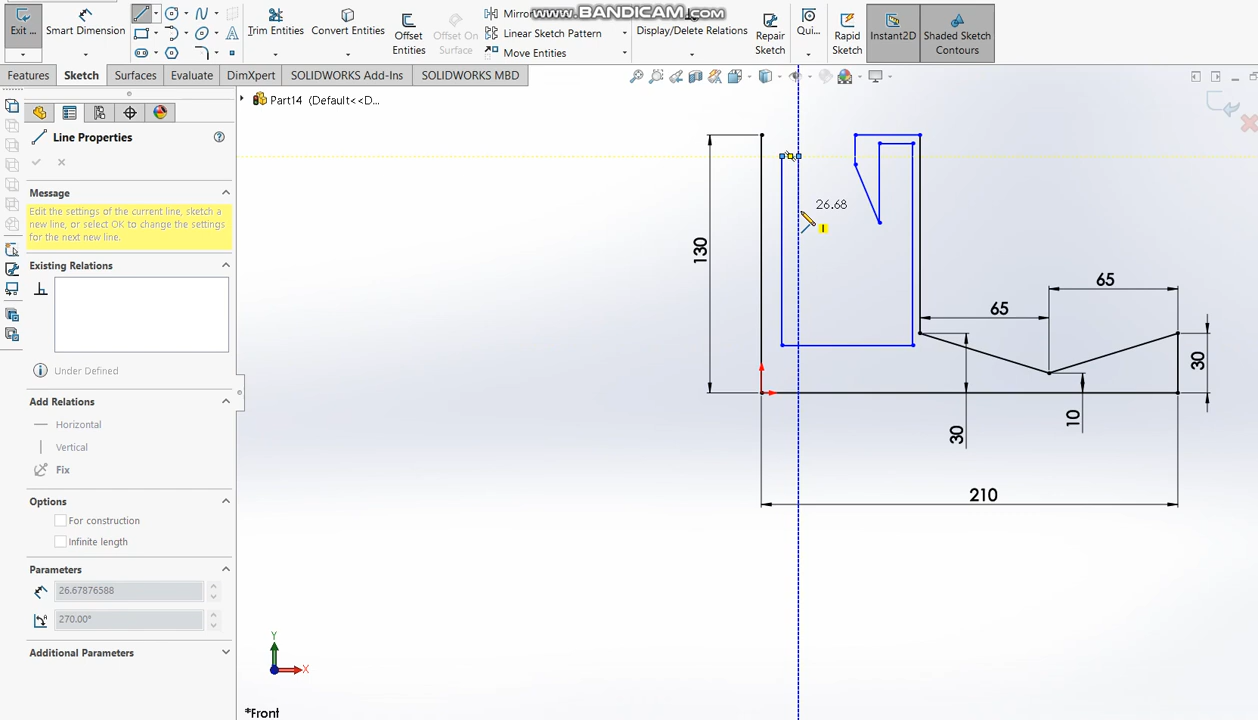 www.BANDICAM.com
Exit ...
Smart Dimension
Trim Entities
Convert Entities
Offset Entities
Offset On Surface
Mirror
Linear Sketch Pattern
Move Entities
Display/Delete Relations
Repair Sketch
Qui...
Rapid Sketch
Instant2D
Shaded Sketch Contours
Features
Sketch
Surfaces
Evaluate
DimXpert
SOLIDWORKS Add-Ins
SOLIDWORKS MBD
Part14 (Default<<D...
Line Properties
Message
Edit the settings of the current line, sketch a
new line, or select OK to change the settings
for the next new line.
Existing Relations
Under Defined
Add Relations
Horizontal
Vertical
Fix
Options
For construction
Infinite length
Parameters
26.67876588
270.00°
Additional Parameters
26.68
130
65
65
30
30
10
210
Y
X
*Front